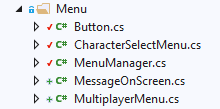 Menu
C# Button.cs
C# CharacterSelectMenu.cs
C# MenuManager.cs
C# MessageOnScreen.cs
C# MultiplayerMenu.cs